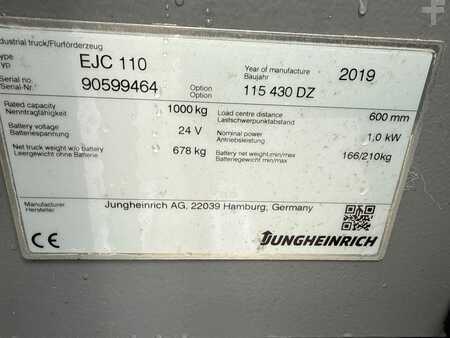 Industrial truck/Flurförderzeug
Type EJC 110 Year of manufacture 2019
Typ Baujahr
Serial no. 90599464 Option 115 430 DZ
Serial-Nr. Option
Rated capacity 1000 kg Load centre distance 600 mm
Nenntragfähigkeit Lastschwerpunktabstand
Battery voltage 24 V Nominal power 1,0 kW
Batteriespannung Antriebsleistung
Net truck weight w/o Battery 678 kg Battery net weight:min/max 166/210kg
Leergewicht ohne Batterie Batteriegewicht min/max
Manufacturer Jungheinrich AG, 22039 Hamburg, Germany
Hersteller
CE JUNGHEINRICH